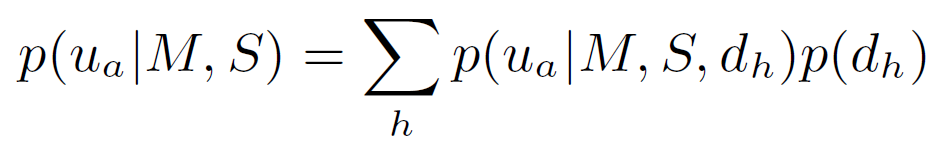 p(u_a|M, S) = \sum_h p(u_a|M, S, d_h)p(d_h)